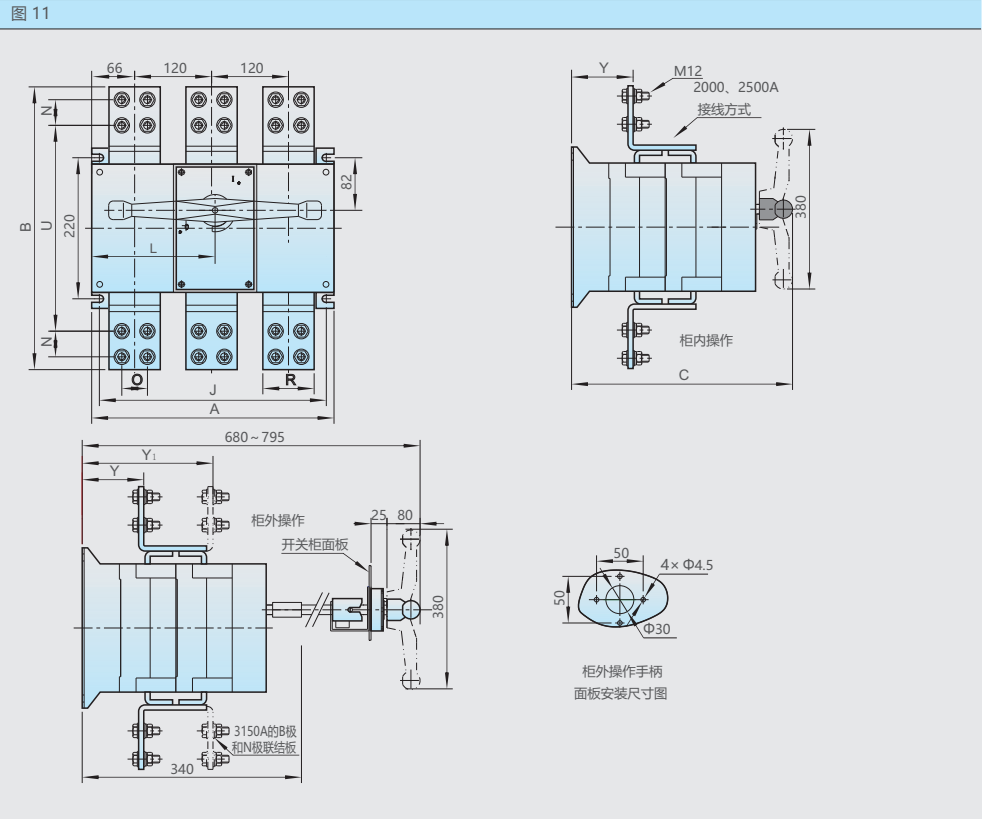 图 11
66
120
120
N
U
B
220
82
I
L
N
O
R
J
A
Y
M12
2000、2500A
接线方式
380
柜内操作
C
680～795
Y1
Y
柜外操作
25
80
开关柜面板
380
3150A的B极
和N极联结板
340
50
4× Φ4.5
50
Φ30
柜外操作手柄
面板安装尺寸图